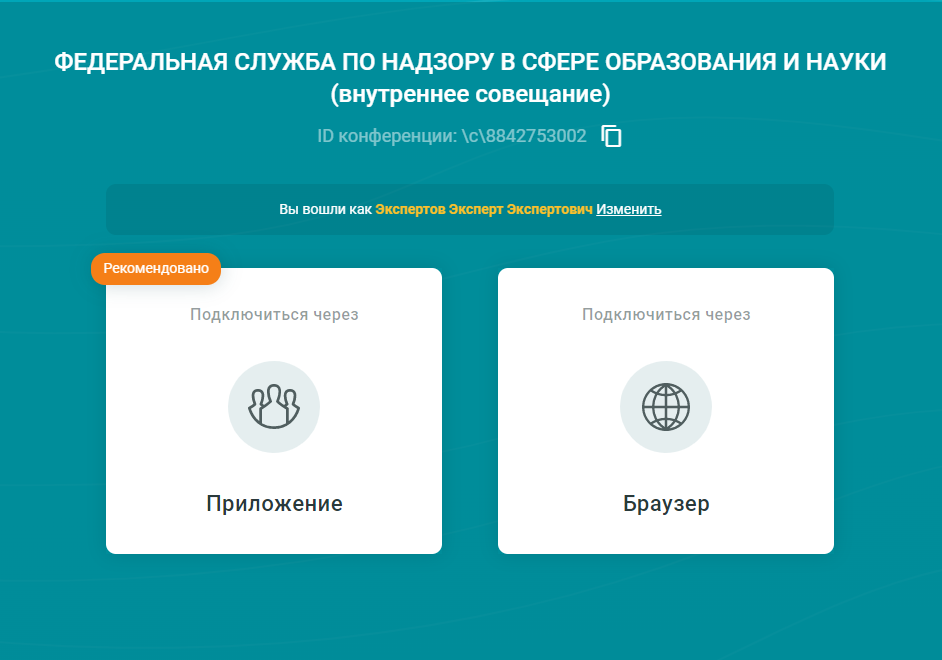 ФЕДЕРАЛЬНАЯ СЛУЖБА ПО НАДЗОРУ В СФЕРЕ ОБРАЗОВАНИЯ И НАУКИ
(внутреннее совещание)
ID конференции: \c\8842753002
Вы вошли как Экспертов Эксперт Экспертович Изменить
Рекомендовано
Подключиться через
Приложение
Подключиться через
Браузер